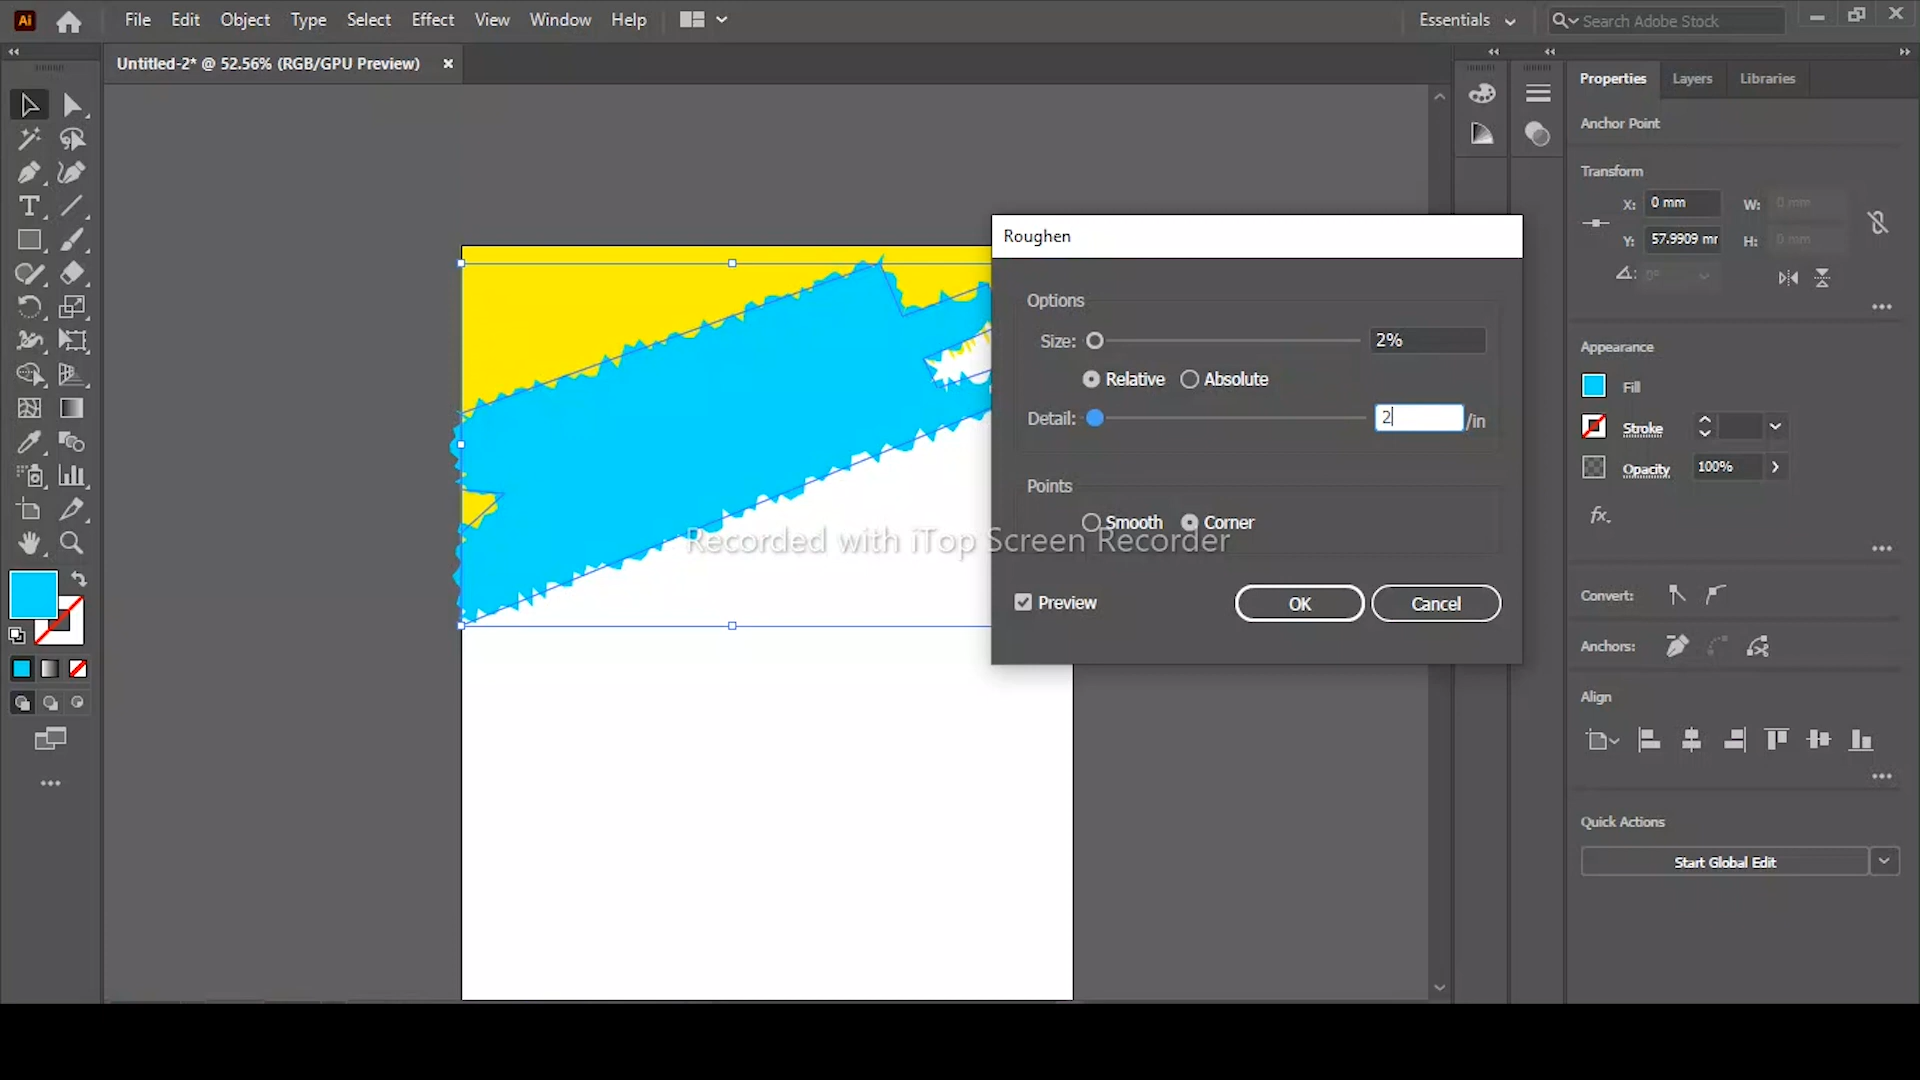 Ai File Edit Object Type Select Effect View Window Help Essentials Search Adobe Stock
Untitled-2* @ 52.56% (RGB/GPU Preview)
Properties Layers Libraries
Anchor Point
Transform
X: 0 mm W: 0 mm
Y: 57.9909 mr H: 0 mm
0°
Appearance
Fill
Stroke
Opacity 100%
fx.
Convert:
Anchors:
Align
Quick Actions
Start Global Edit
Roughen
Options
Size: 2%
Relative Absolute
Detail: 2 /in
Points
Smooth Corner
Preview OK Cancel
Recorded with iTop Screen Recorder